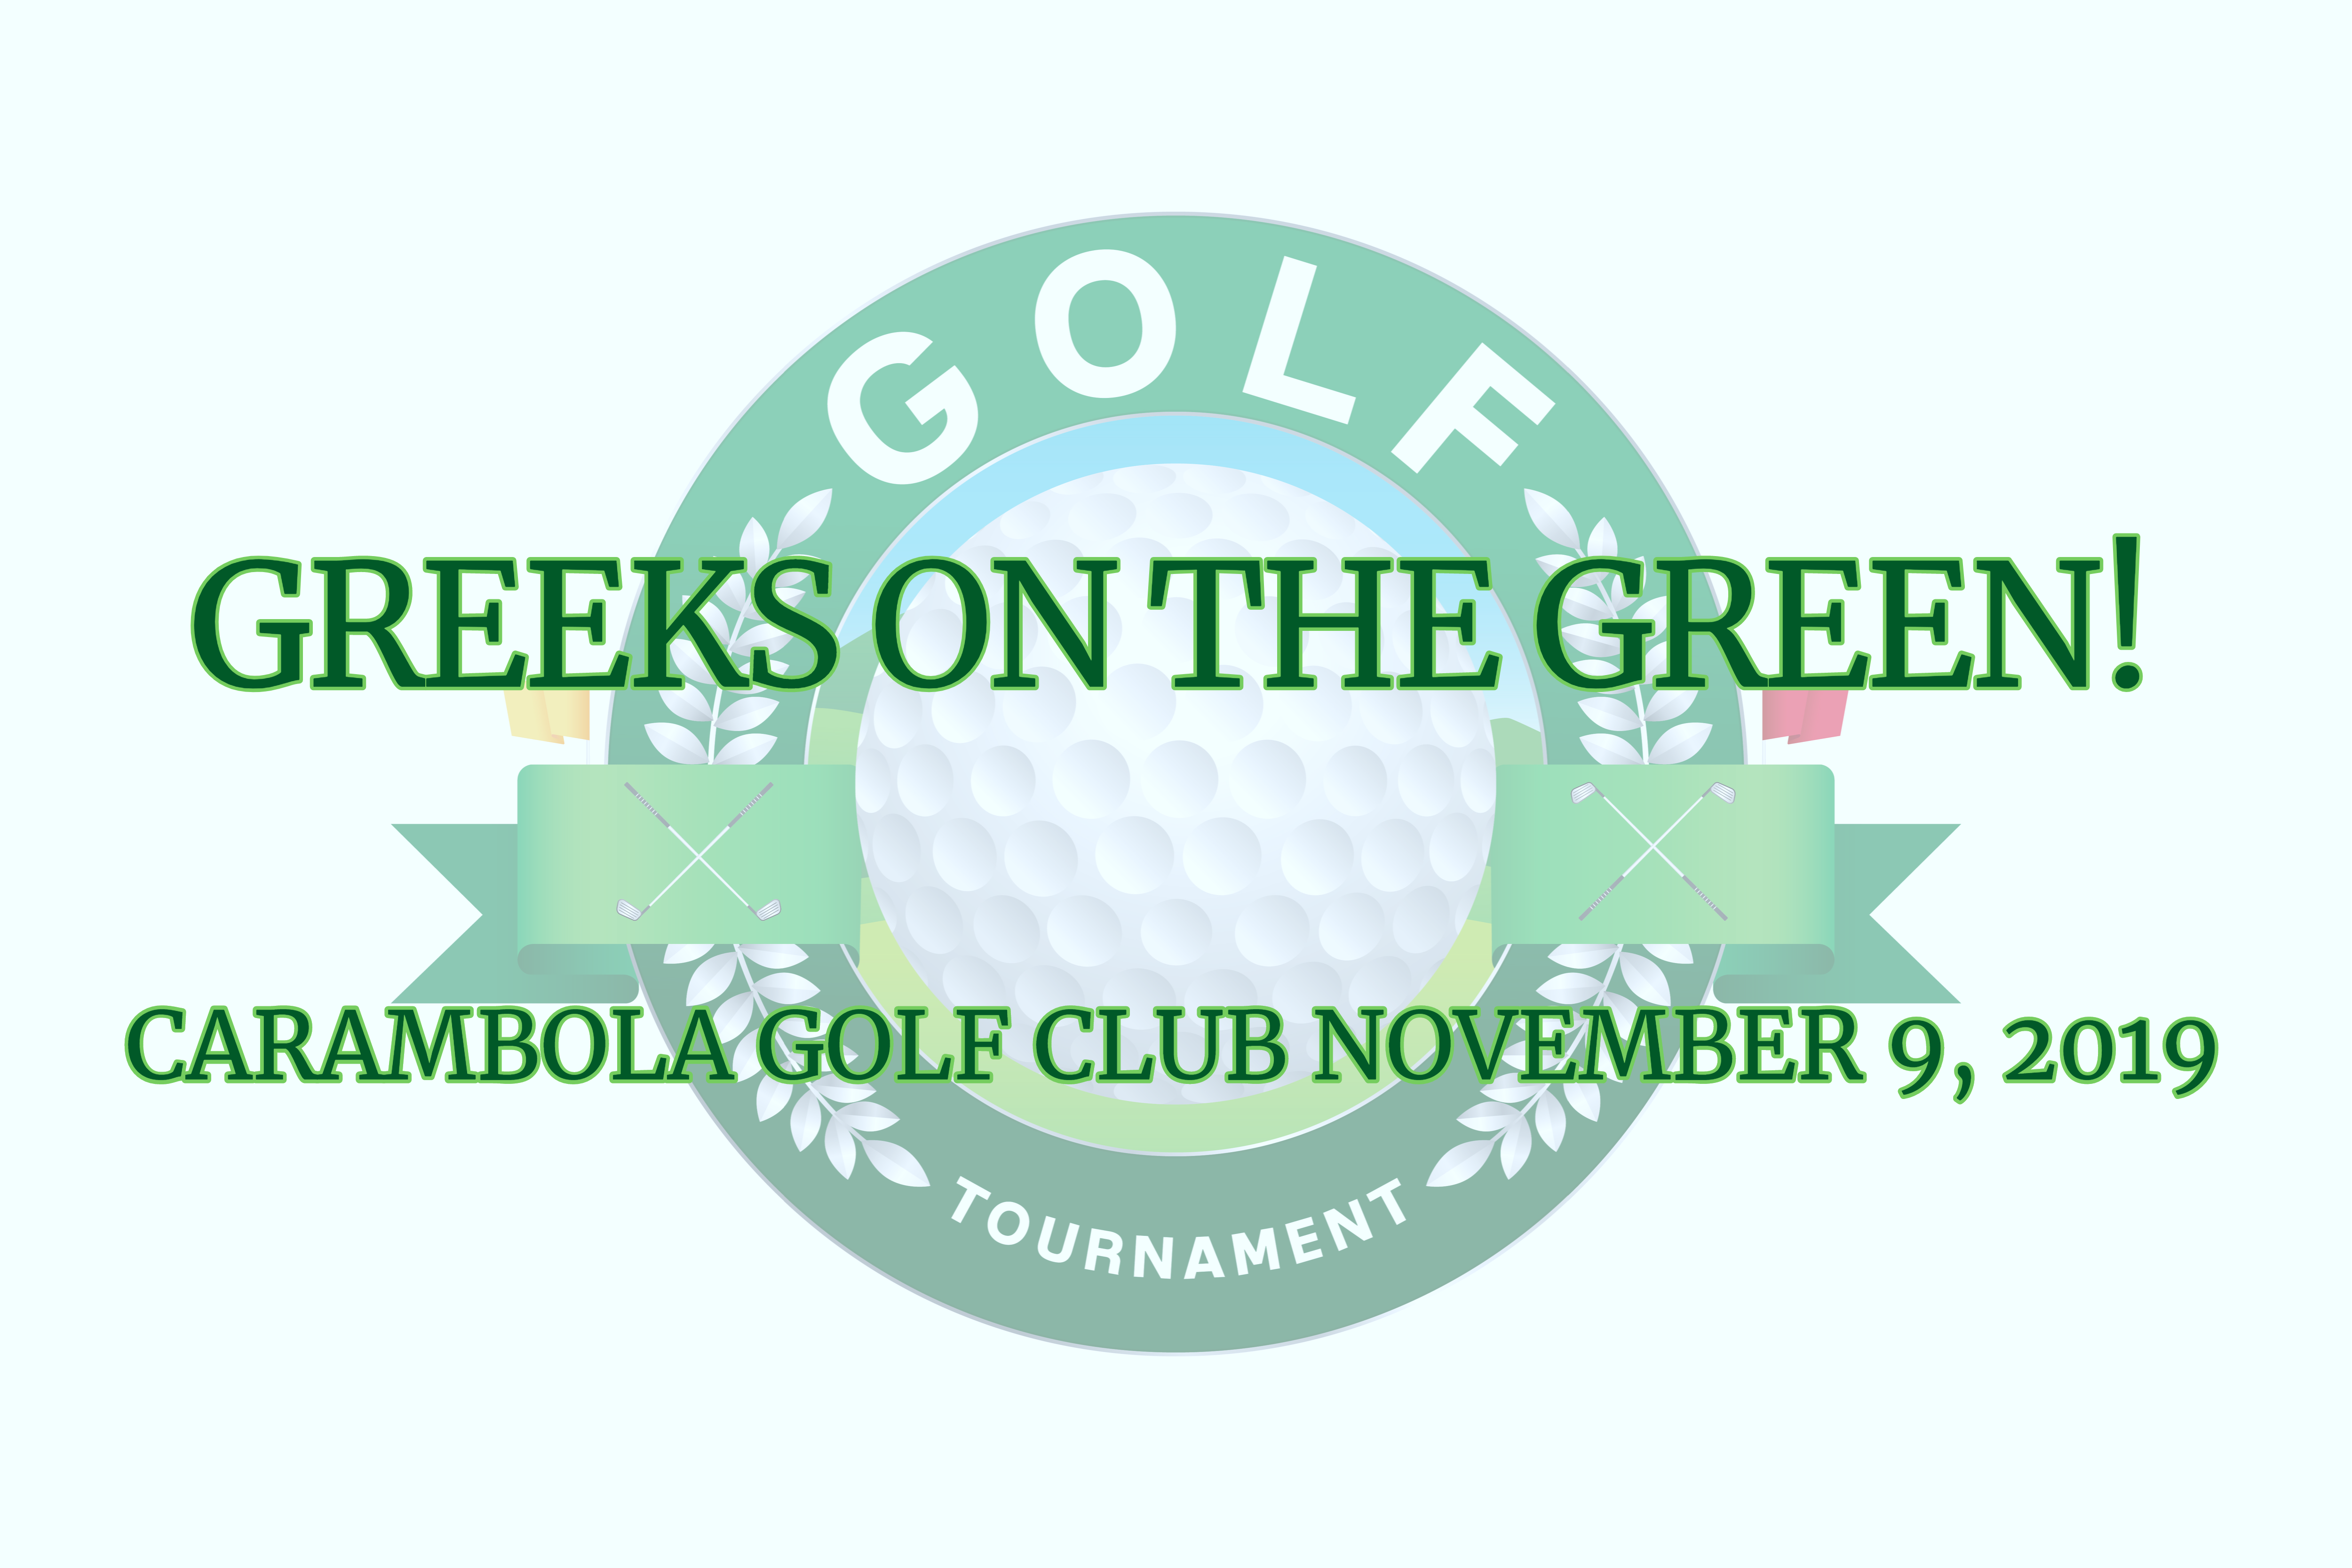 GOLF
GREEKS ON THE GREEN!
CARAMBOLA GOLF CLUB NOVEMBER 9, 2019
TOURNAMENT